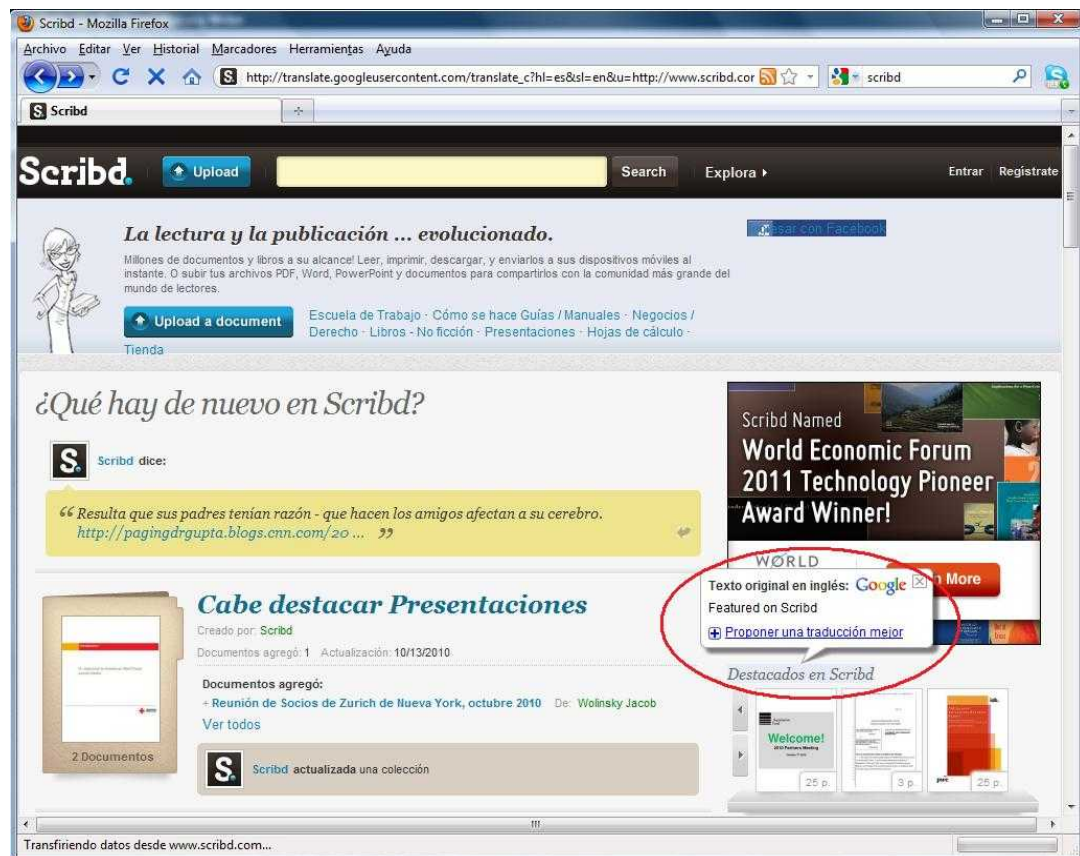 Scribd - Mozilla Firefox
Archivo Editar Ver Historial Marcadores Herramientas Ayuda
http://translate.googleusercontent.com/translate_c?hl=es&sl=en&u=http://www.scribd.cor
scribd
Scribd
Scribd.
Upload
Search
Explora
Entrar Regístrate
La lectura y la publicación ... evolucionado.
esar con Facebook
Millones de documentos y libros a su alcance! Leer, imprimir, descargar, y enviarlos a sus dispositivos móviles al
instante. O subir tus archivos PDF, Word, PowerPoint y documentos para compartirlos con la comunidad más grande del
mundo de lectores.
Upload a document
Escuela de Trabajo · Cómo se hace Guías / Manuales · Negocios /
Derecho · Libros - No ficción · Presentaciones · Hojas de cálculo ·
Tienda
¿Qué hay de nuevo en Scribd?
S.
Scribd dice:
“ Resulta que sus padres tenían razón - que hacen los amigos afectan a su cerebro.
http://pagingdrgupta.blogs.cnn.com/20 ... ”
Scribd Named
World Economic Forum
2011 Technology Pioneer
Award Winner!
WORLD
More
Texto original en inglés: Google
Featured on Scribd
Proponer una traducción mejor
Cabe destacar Presentaciones
Creado por: Scribd
Documentos agregó: 1 Actualización: 10/13/2010
Documentos agregó:
+ Reunión de Socios de Zurich de Nueva York, octubre 2010 De: Wolinsky Jacob
Ver todos
2 Documentos
S.
Scribd actualizada una colección
Destacados en Scribd
Welcome!
2010 Partners Meeting
25 p.
3 p.
pwc
25 p.
Transfiriendo datos desde www.scribd.com...